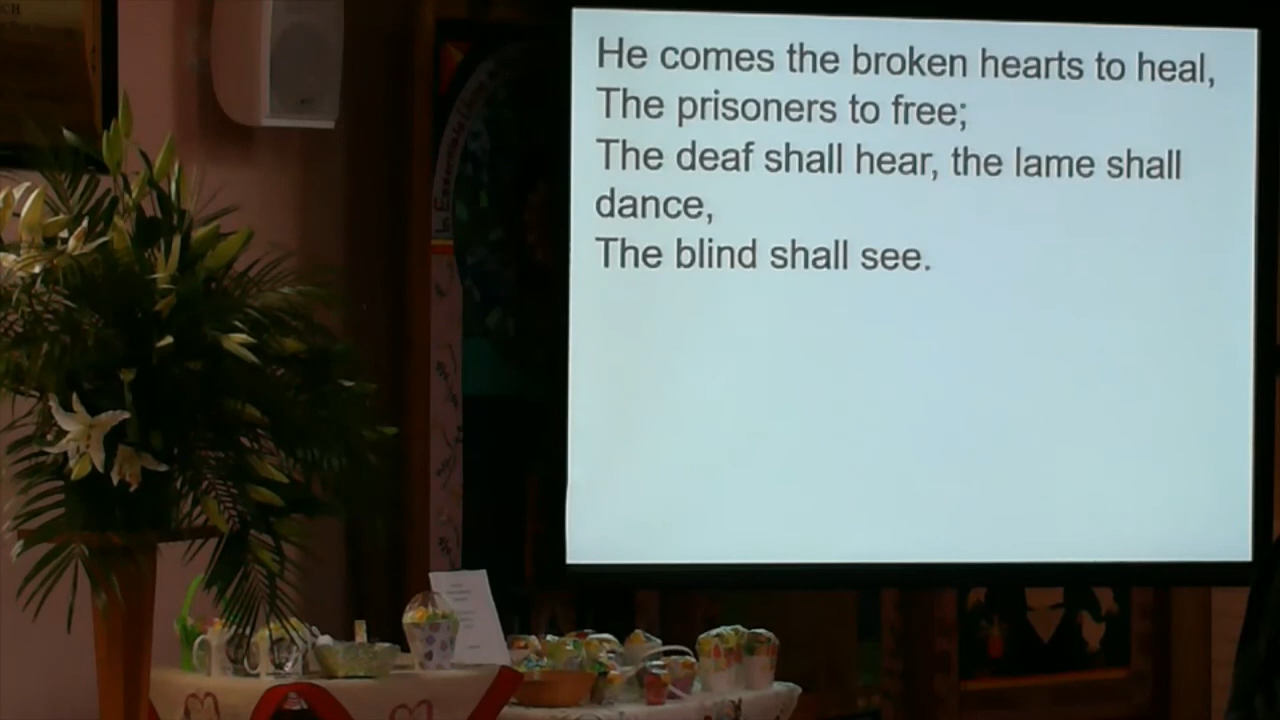 He comes the broken hearts to heal,
The prisoners to free;
The deaf shall hear, the lame shall
dance,
The blind shall see.